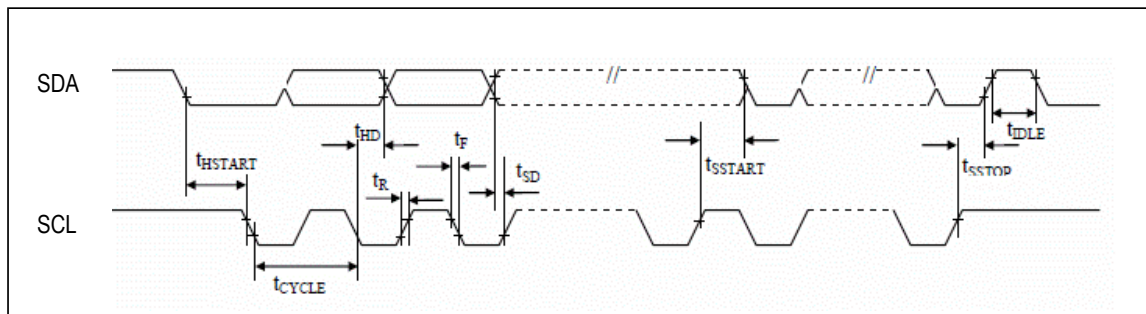 SDA
//
//
tHD
tF
tIDLE
tHSTART
tR
tSD
tSSTART
tSSTOP
SCL
tCYCLE